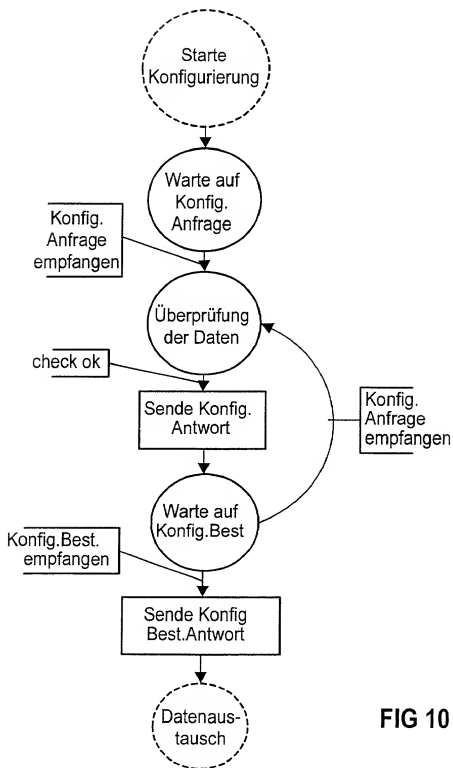 Starte
Konfigurierung
Warte auf
Konfig.
Anfrage
Konfig.
Anfrage
empfangen
Überprüfung
der Daten
check ok
Sende Konfig.
Antwort
Konfig.
Anfrage
empfangen
Warte auf
Konfig.Best
Konfig.Best.
empfangen
Sende Konfig
Best.Antwort
Datenaus-
tausch
FIG 10